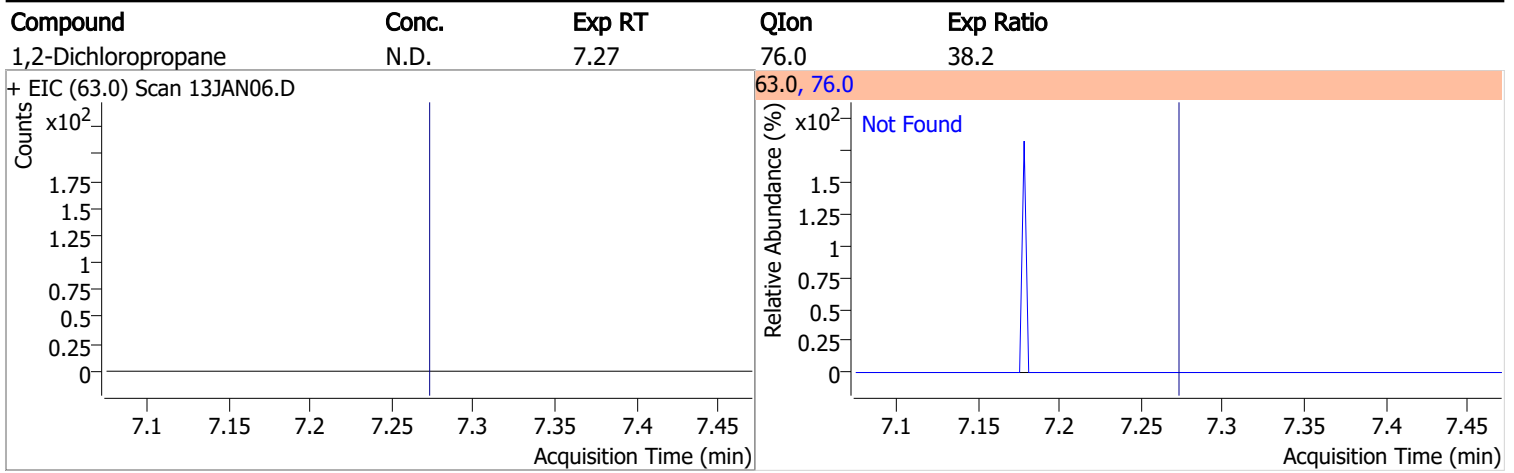 Compound Conc. Exp RT QIon Exp Ratio
1,2-Dichloropropane N.D. 7.27 76.0 38.2
+ EIC (63.0) Scan 13JAN06.D
Counts
x10²
1.75
1.5
1.25
1
0.75
0.5
0.25
0
7.1 7.15 7.2 7.25 7.3 7.35 7.4 7.45
Acquisition Time (min)
63.0, 76.0
Relative Abundance (%)
x10²
Not Found
1.5
1.25
1
0.75
0.5
0.25
0
7.1 7.15 7.2 7.25 7.3 7.35 7.4 7.45
Acquisition Time (min)